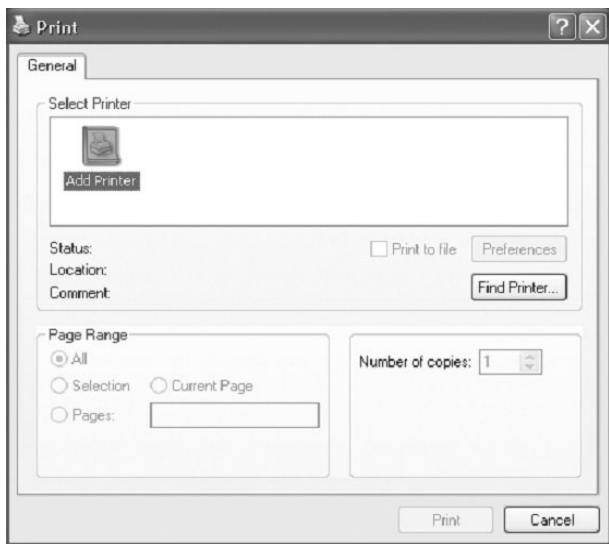 Print
General
Select Printer
Add Printer
Status:
Print to file
Preferences
Location:
Comment:
Find Printer...
Page Range
All
Selection
Current Page
Pages:
Number of copies: 1
Print
Cancel